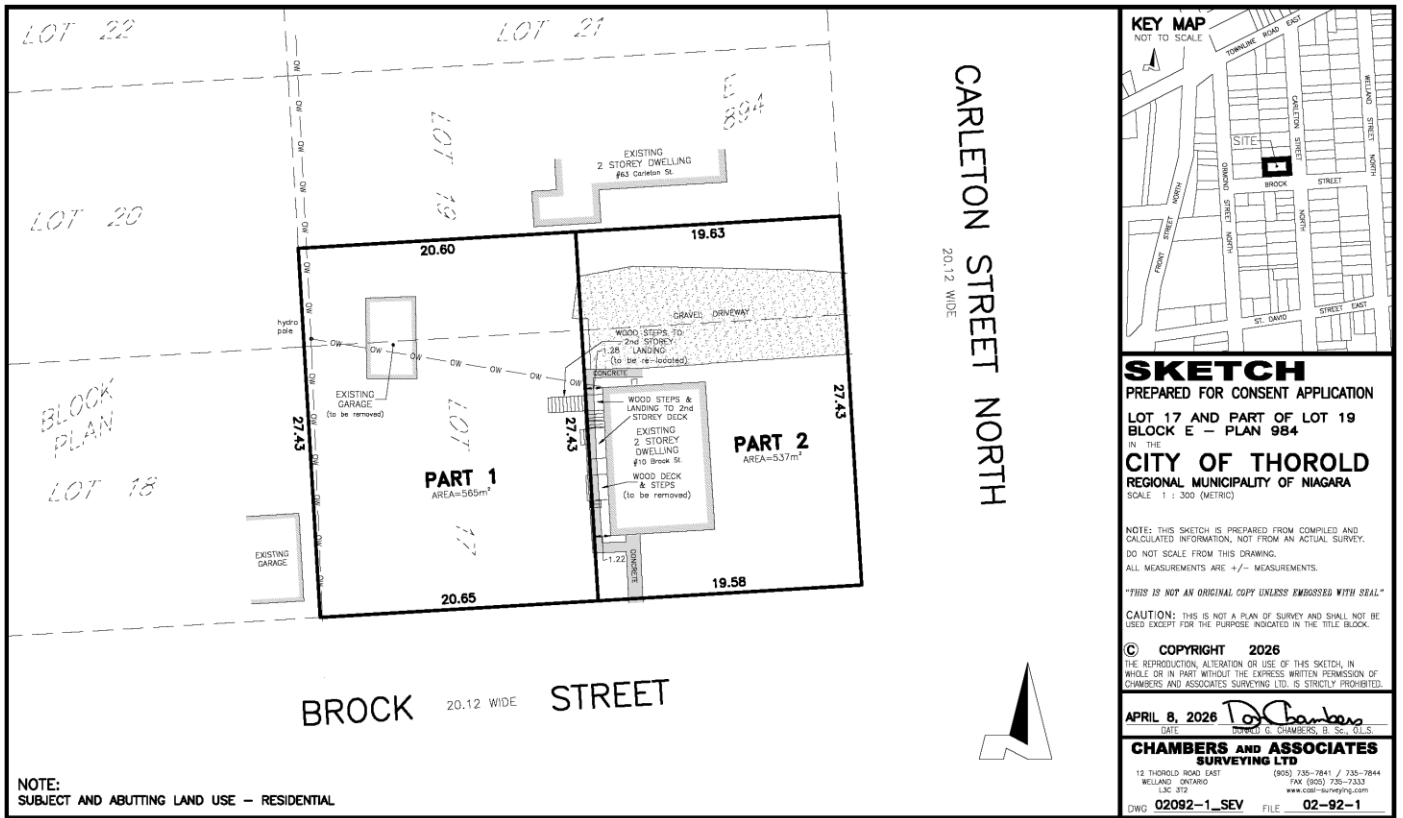 LOT 22
LOT 21
E
894
LOT 19
LOT 20
EXISTING
2 STOREY DWELLING
#63 Carleton St.
20.60
19.63
hydro
pole
OW
GRAVEL DRIVEWAY
WOOD STEPS TO
2nd STOREY
LANDING
(to be re-located)
1.28
CONCRETE
EXISTING
GARAGE
(to be removed)
BLOCK
PLAN
27.43
LOT
17
27.43
WOOD STEPS &
LANDING TO 2nd
STOREY DECK
EXISTING
2 STOREY
DWELLING
#10 Brock St.
WOOD DECK
& STEPS
(to be removed)
27.43
PART 1
AREA=565m²
PART 2
AREA=537m²
LOT 18
EXISTING
GARAGE
1.22
CONCRETE
20.65
19.58
CARLETON STREET NORTH
20.12 WIDE
BROCK 20.12 WIDE STREET
NOTE:
SUBJECT AND ABUTTING LAND USE – RESIDENTIAL
KEY MAP
NOT TO SCALE
TOWNLINE ROAD EAST
CARLETON STREET
WELLAND STREET NORTH
SITE
BROCK STREET
ORMOND STREET NORTH
NORTH
FRONT STREET NORTH
ST. DAVID STREET EAST
SKETCH
PREPARED FOR CONSENT APPLICATION
LOT 17 AND PART OF LOT 19
BLOCK E – PLAN 984
IN THE
CITY OF THOROLD
REGIONAL MUNICIPALITY OF NIAGARA
SCALE 1 : 300 (METRIC)
NOTE: THIS SKETCH IS PREPARED FROM COMPILED AND
CALCULATED INFORMATION, NOT FROM AN ACTUAL SURVEY.
DO NOT SCALE FROM THIS DRAWING.
ALL MEASUREMENTS ARE +/- MEASUREMENTS.
"THIS IS NOT AN ORIGINAL COPY UNLESS EMBOSSED WITH SEAL"
CAUTION: THIS IS NOT A PLAN OF SURVEY AND SHALL NOT BE
USED EXCEPT FOR THE PURPOSE INDICATED IN THE TITLE BLOCK.
© COPYRIGHT 2026
THE REPRODUCTION, ALTERATION OR USE OF THIS SKETCH, IN
WHOLE OR IN PART WITHOUT THE EXPRESS WRITTEN PERMISSION OF
CHAMBERS AND ASSOCIATES SURVEYING LTD. IS STRICTLY PROHIBITED.
APRIL 8, 2026 Don Chambers
DATE DONALD G. CHAMBERS, B. Sc., O.L.S.
CHAMBERS AND ASSOCIATES
SURVEYING LTD
12 THOROLD ROAD EAST (905) 735-7841 / 735-7844
WELLAND ONTARIO FAX (905) 735-7333
L3C 3T2 www.casl-surveying.com
DWG 02092-1_SEV FILE 02-92-1